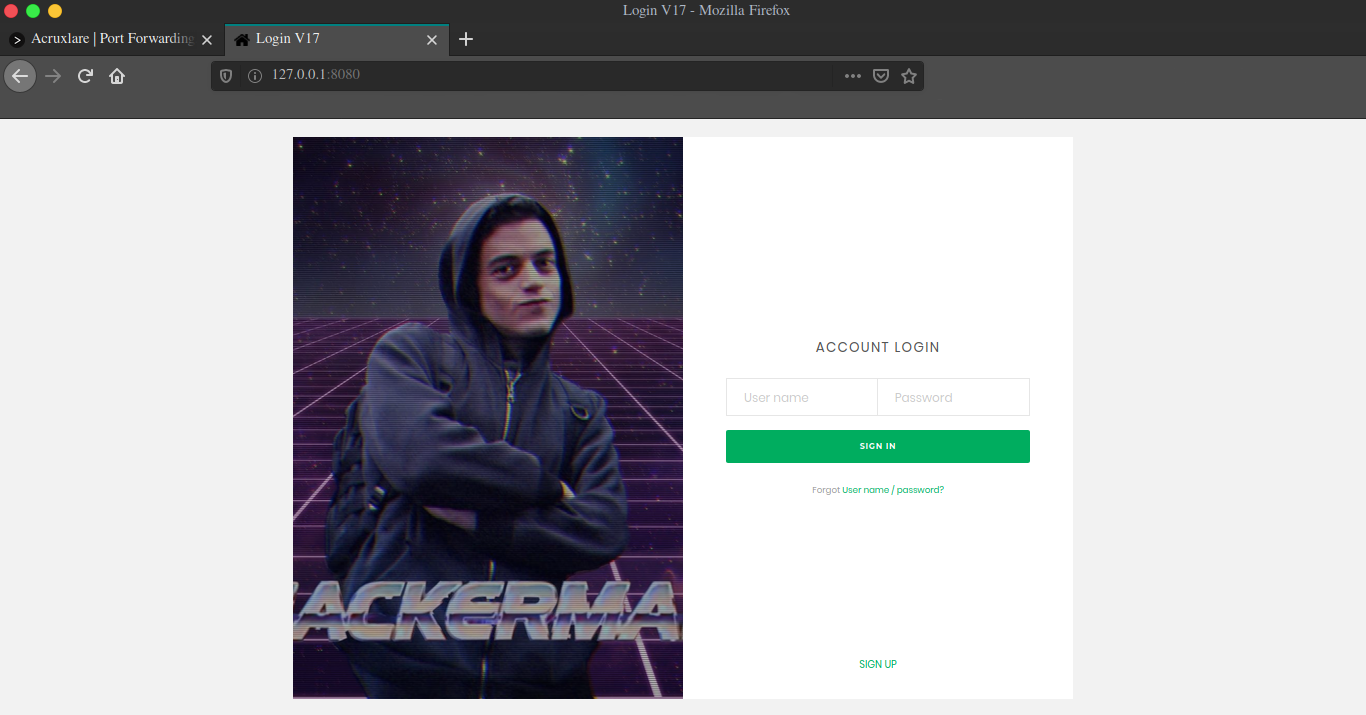 Login V17 - Mozilla Firefox
Acruxlare | Port Forwarding
Login V17
127.0.0.1:8080
ACCOUNT LOGIN
User name
Password
SIGN IN
Forgot User name / password?
ACKERMA
SIGN UP